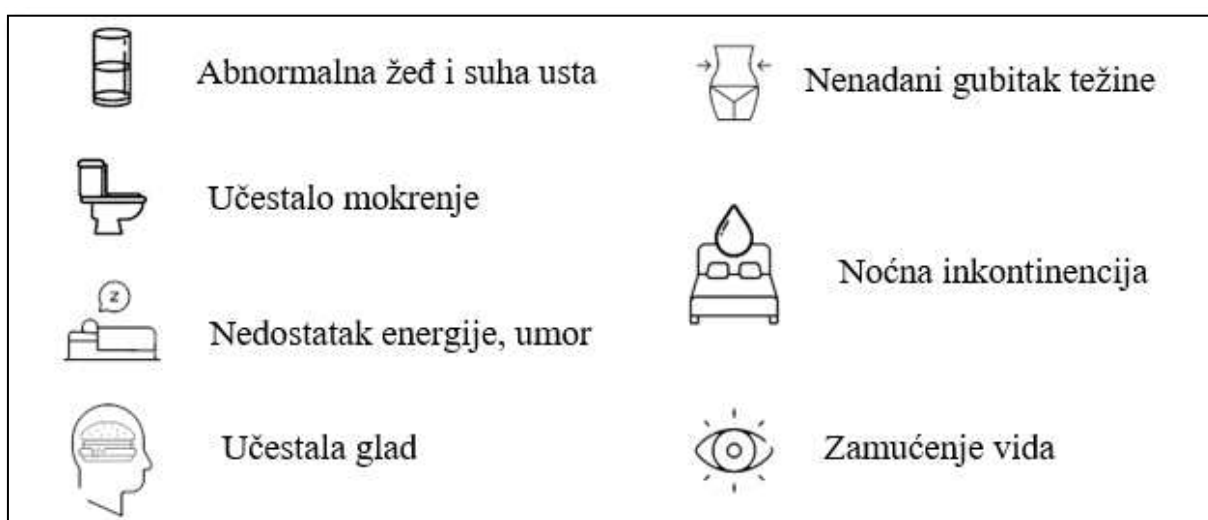 Abnormalna žeđ i suha usta
Učestalo mokrenje
Nedostatak energije, umor
Učestala glad
Nenadani gubitak težine
Noćna inkontinencija
Zamućenje vida
z